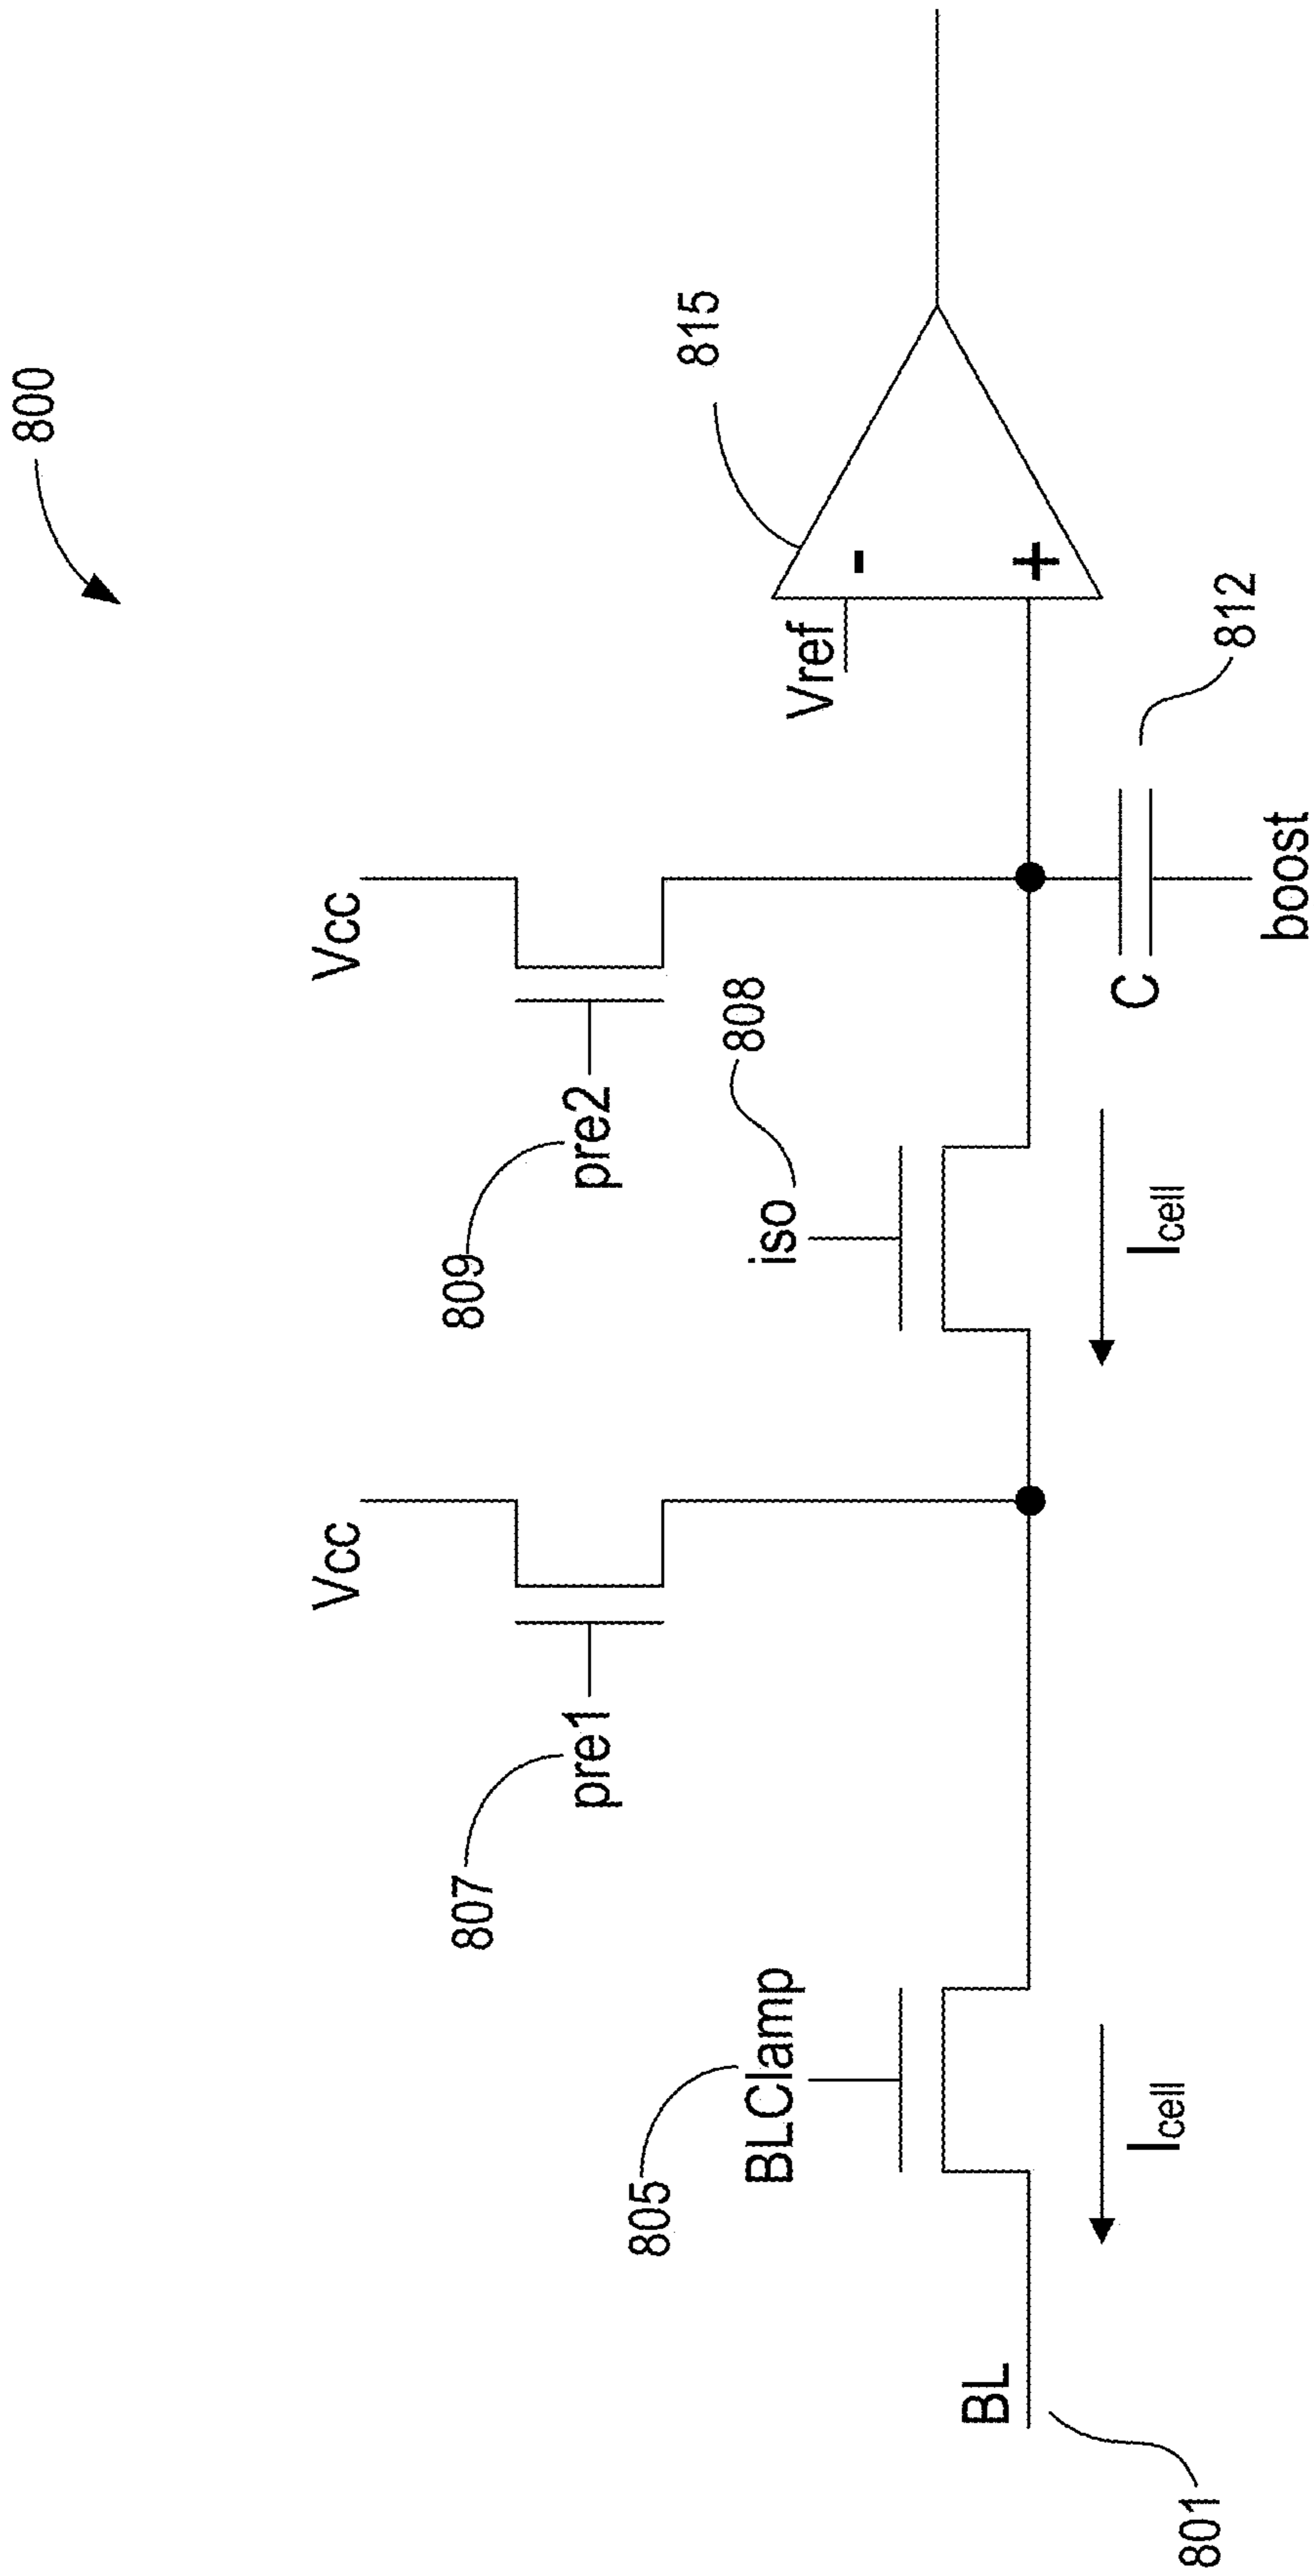 800
Vcc
Vcc
809
pre2
807
pre1
Vref
815
808
iso
805
BLClamp
-
+
BL
801
Icell
Icell
C
812
boost